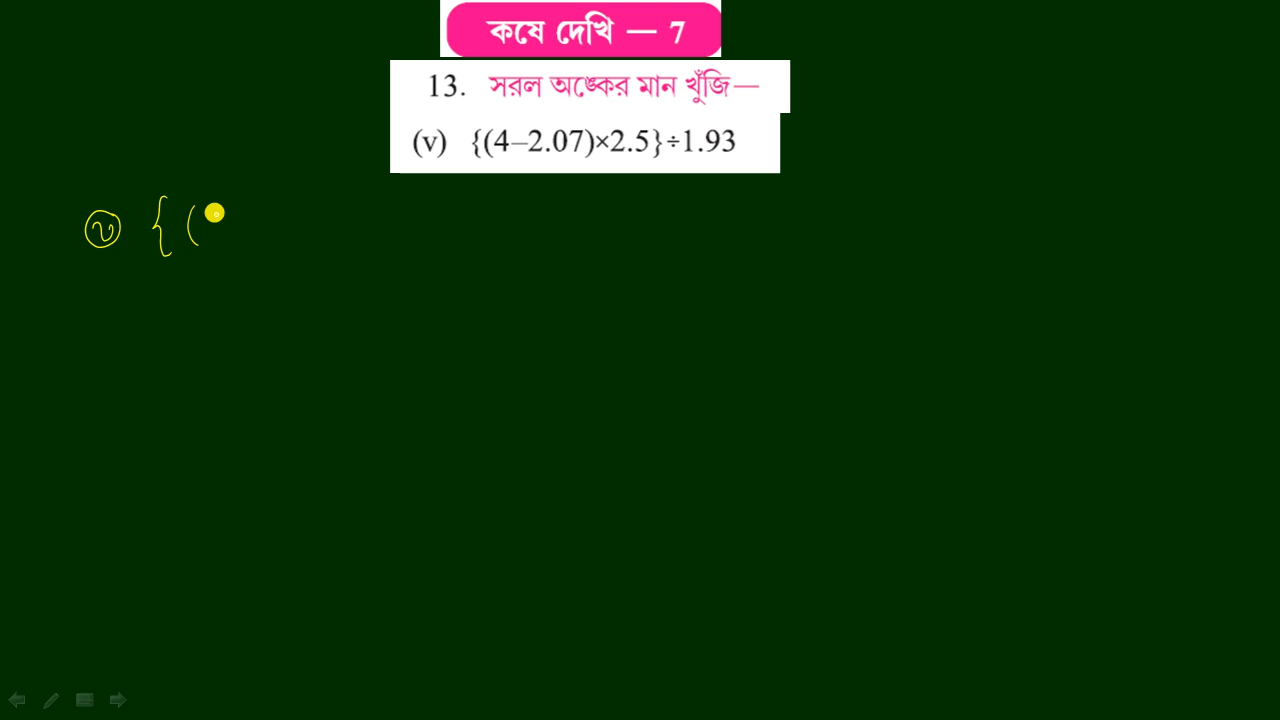 কষে দেখি — 7
13. সরল অঙ্কের মান খুঁজি—
(v) {(4–2.07)×2.5}÷1.93
v { (